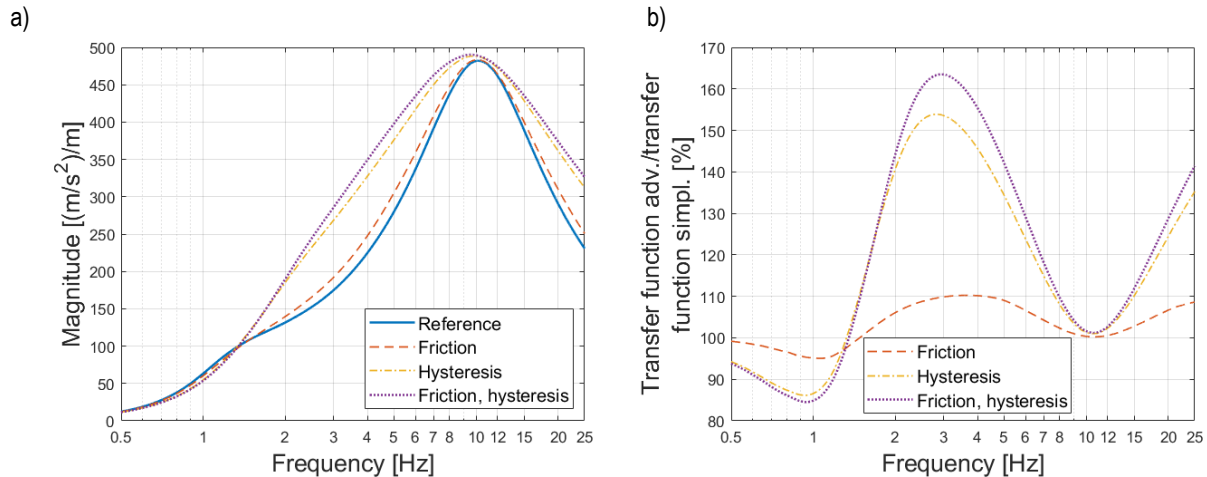 a)
Magnitude [(m/s²)/m]
500
450
400
350
300
250
200
150
100
50
0
0.5 1 2 3 4 5 6 7 8 10 12 15 20 25
Frequency [Hz]
Reference
Friction
Hysteresis
Friction, hysteresis
b)
Transfer function adv./transfer
function simpl. [%]
170
160
150
140
130
120
110
100
90
80
0.5 1 2 3 4 5 6 7 8 10 12 15 20 25
Frequency [Hz]
Friction
Hysteresis
Friction, hysteresis